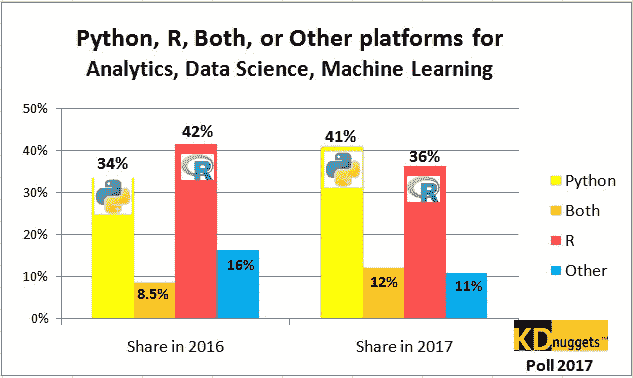 Python, R, Both, or Other platforms for
Analytics, Data Science, Machine Learning
50%
40%
30%
20%
10%
0%
34%
8.5%
42%
R
16%
41%
12%
36%
R
11%
Share in 2016
Share in 2017
Python
Both
R
Other
KDnuggets™
Poll 2017